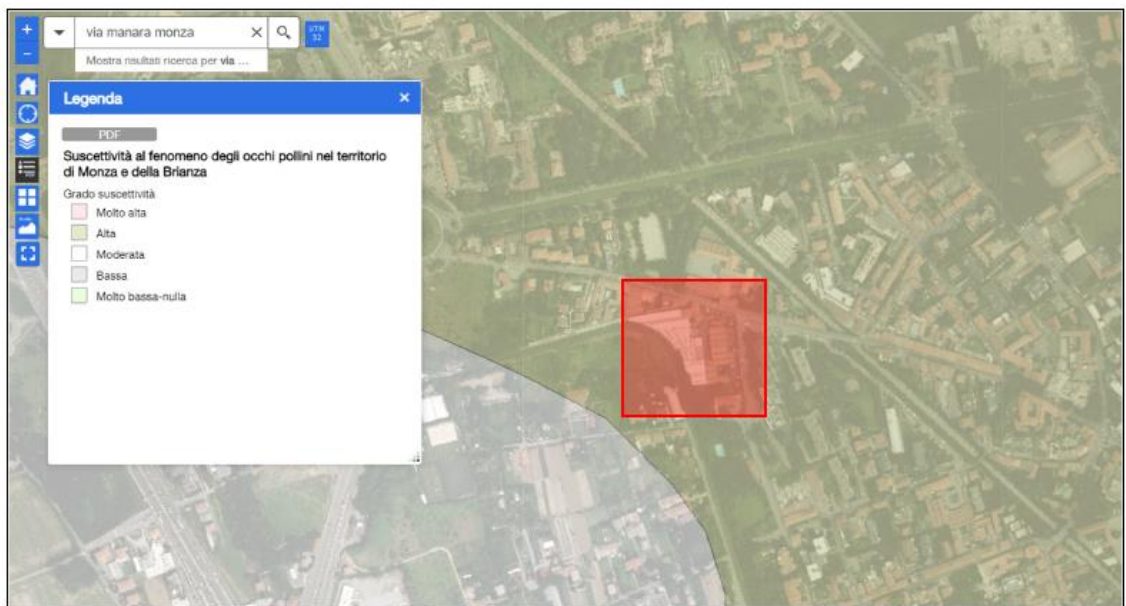 +
via manara monza
UTM
32
−
Mostra risultati ricerca per via ...
Legenda
PDF
Suscettività al fenomeno degli occhi pollini nel territorio
di Monza e della Brianza
Grado suscettività
Molto alta
Alta
Moderata
Bassa
Molto bassa-nulla